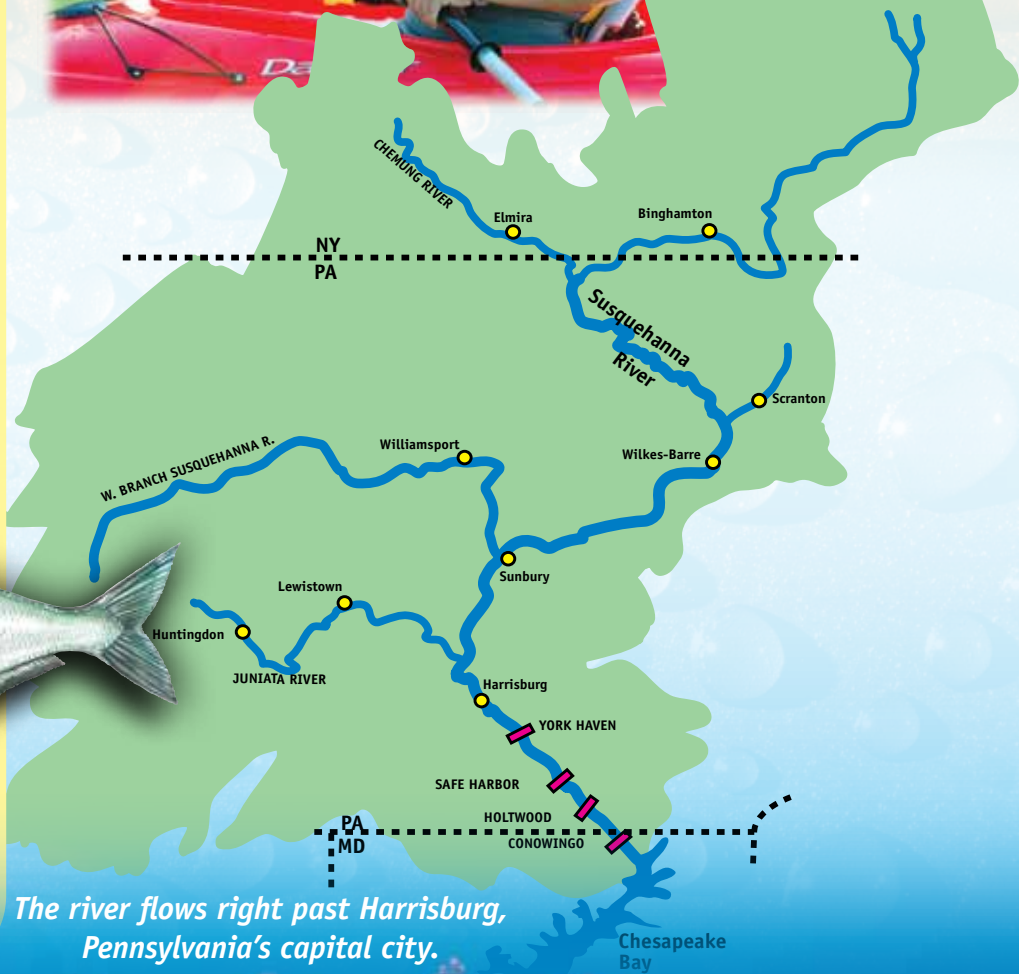 Da
CHEMUNG RIVER
Elmira
Binghamton
NY
PA
Susquehanna
River
Scranton
Williamsport
Wilkes-Barre
W. BRANCH SUSQUEHANNA R.
Sunbury
Lewistown
Huntingdon
JUNIATA RIVER
Harrisburg
YORK HAVEN
SAFE HARBOR
HOLTWOOD
PA
MD
CONOWINGO
The river flows right past Harrisburg,
Pennsylvania's capital city.
Chesapeake
Bay